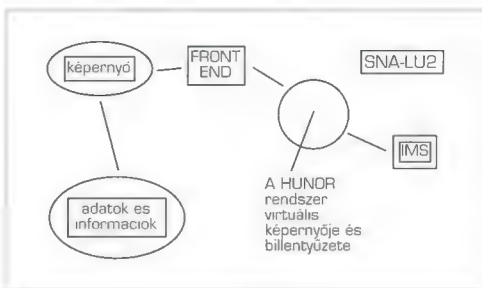 képernyő
FRONT
END
SNA-LU2
IMS
adatok es
informaciok
A HUNOR
rendszer
virtuális
képernyője és
billentyűzete